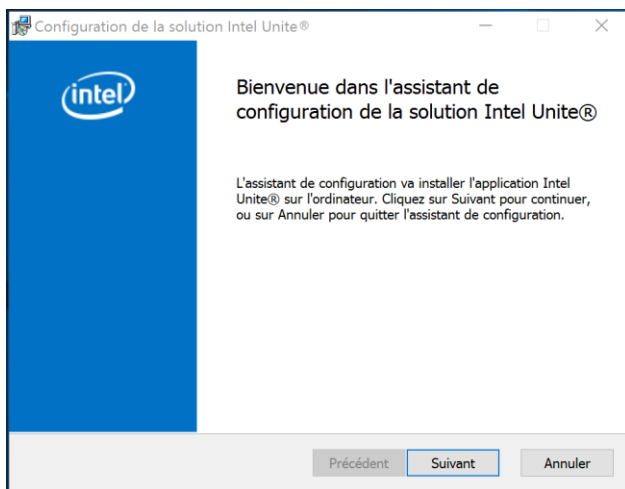 Configuration de la solution Intel Unite®
intel
Bienvenue dans l'assistant de
configuration de la solution Intel Unite®
L'assistant de configuration va installer l'application Intel
Unite® sur l'ordinateur. Cliquez sur Suivant pour continuer,
ou sur Annuler pour quitter l'assistant de configuration.
Précédent Suivant Annuler